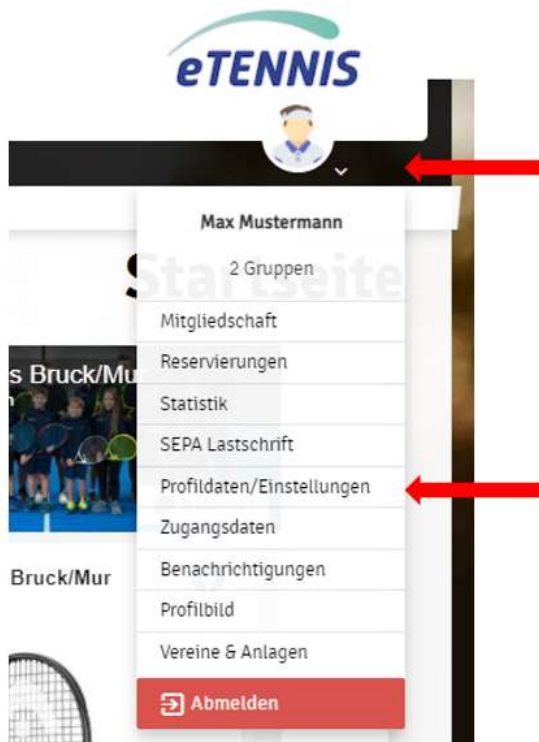 eTENNIS
Max Mustermann
2 Gruppen
Startseite
Mitgliedschaft
Reservierungen
s Bruck/Mur
Statistik
SEPA Lastschrift
Profildaten/Einstellungen
Zugangsdaten
Benachrichtigungen
Bruck/Mur
Profilbild
Vereine & Anlagen
Abmelden